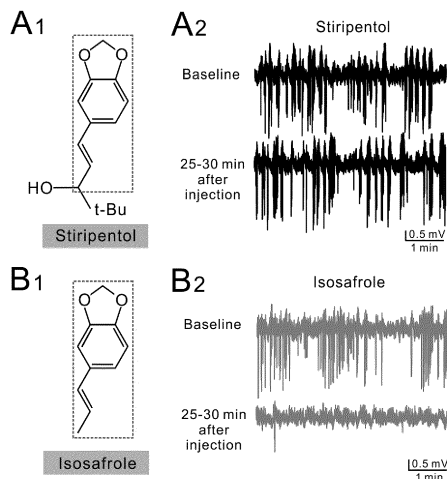 A1
O
O
HO
t-Bu
Stiripentol
A2
Stiripentol
Baseline
25-30 min
after
injection
0.5 mV
1 min
B1
O
O
Isosafrole
B2
Isosafrole
Baseline
25-30 min
after
injection
0.5 mV
1 min